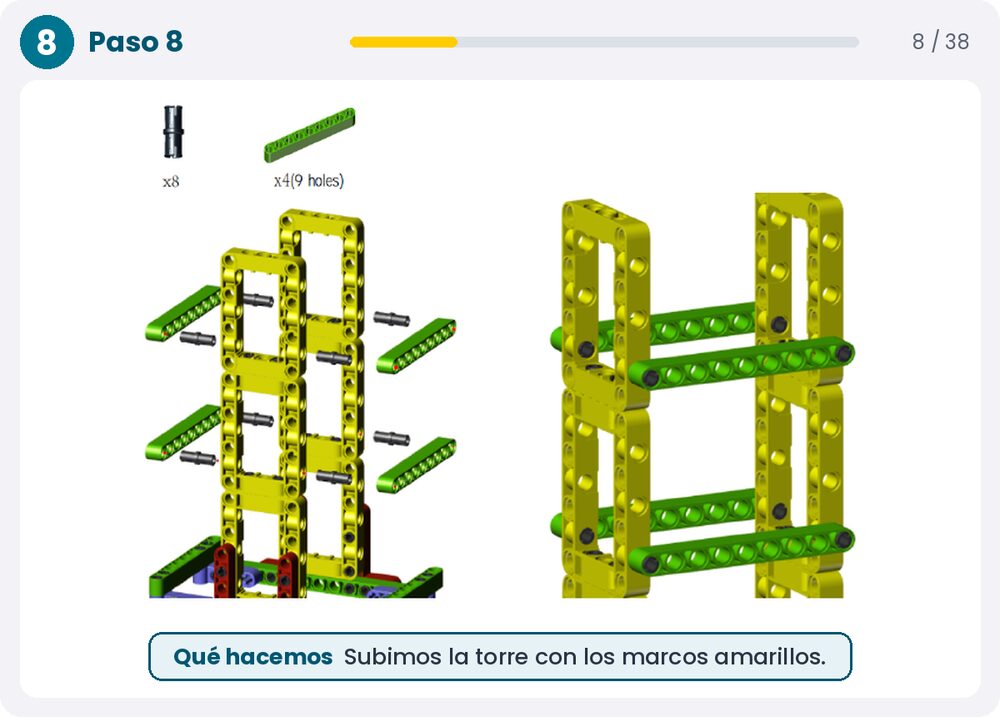 8 Paso 8 8 / 38
x8 x4(9 holes)
Qué hacemos Subimos la torre con los marcos amarillos.